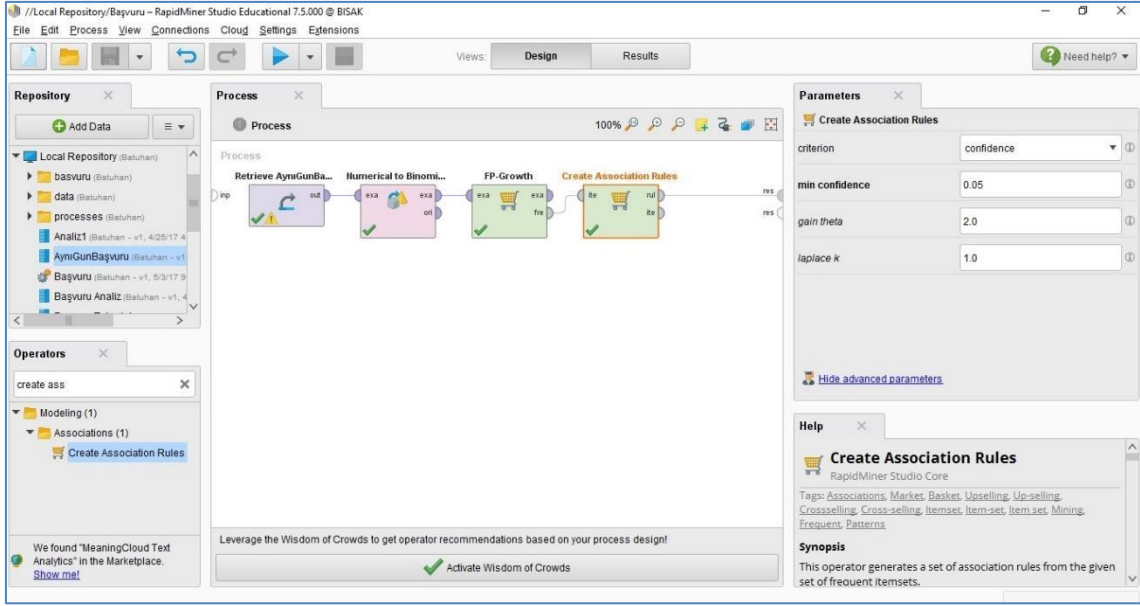 //Local Repository/Başvuru – RapidMiner Studio Educational 7.5.000 @ BISAK
File Edit Process View Connections Cloud Settings Extensions
Views: Design Results
Need help?
Repository
Add Data
Local Repository (Batuhan)
basvuru (Batuhan)
data (Batuhan)
processes (Batuhan)
Analiz1 (Batuhan - v1, 4/25/17 4
AynıGunBaşvuru (Batuhan - v1
Başvuru (Batuhan - v1, 5/3/17 9
Başvuru Analiz (Batuhan - v1, 4
Operators
create ass
Modeling (1)
Associations (1)
Create Association Rules
We found "MeaningCloud Text
Analytics" in the Marketplace.
Show me!
Process
Process
100%
Process
Retrieve AynıGunBa... Numerical to Binomi... FP-Growth Create Association Rules
inp out exa exa exa exa ite rul res
ori fre ite res
Leverage the Wisdom of Crowds to get operator recommendations based on your process design!
Activate Wisdom of Crowds
Parameters
Create Association Rules
criterion confidence
min confidence 0.05
gain theta 2.0
laplace k 1.0
Hide advanced parameters
Help
Create Association Rules
RapidMiner Studio Core
Tags: Associations, Market, Basket, Upselling, Up-selling,
Crossselling, Cross-selling, Itemset, Item-set, Item set, Mining,
Frequent, Patterns
Synopsis
This operator generates a set of association rules from the given
set of frequent itemsets.